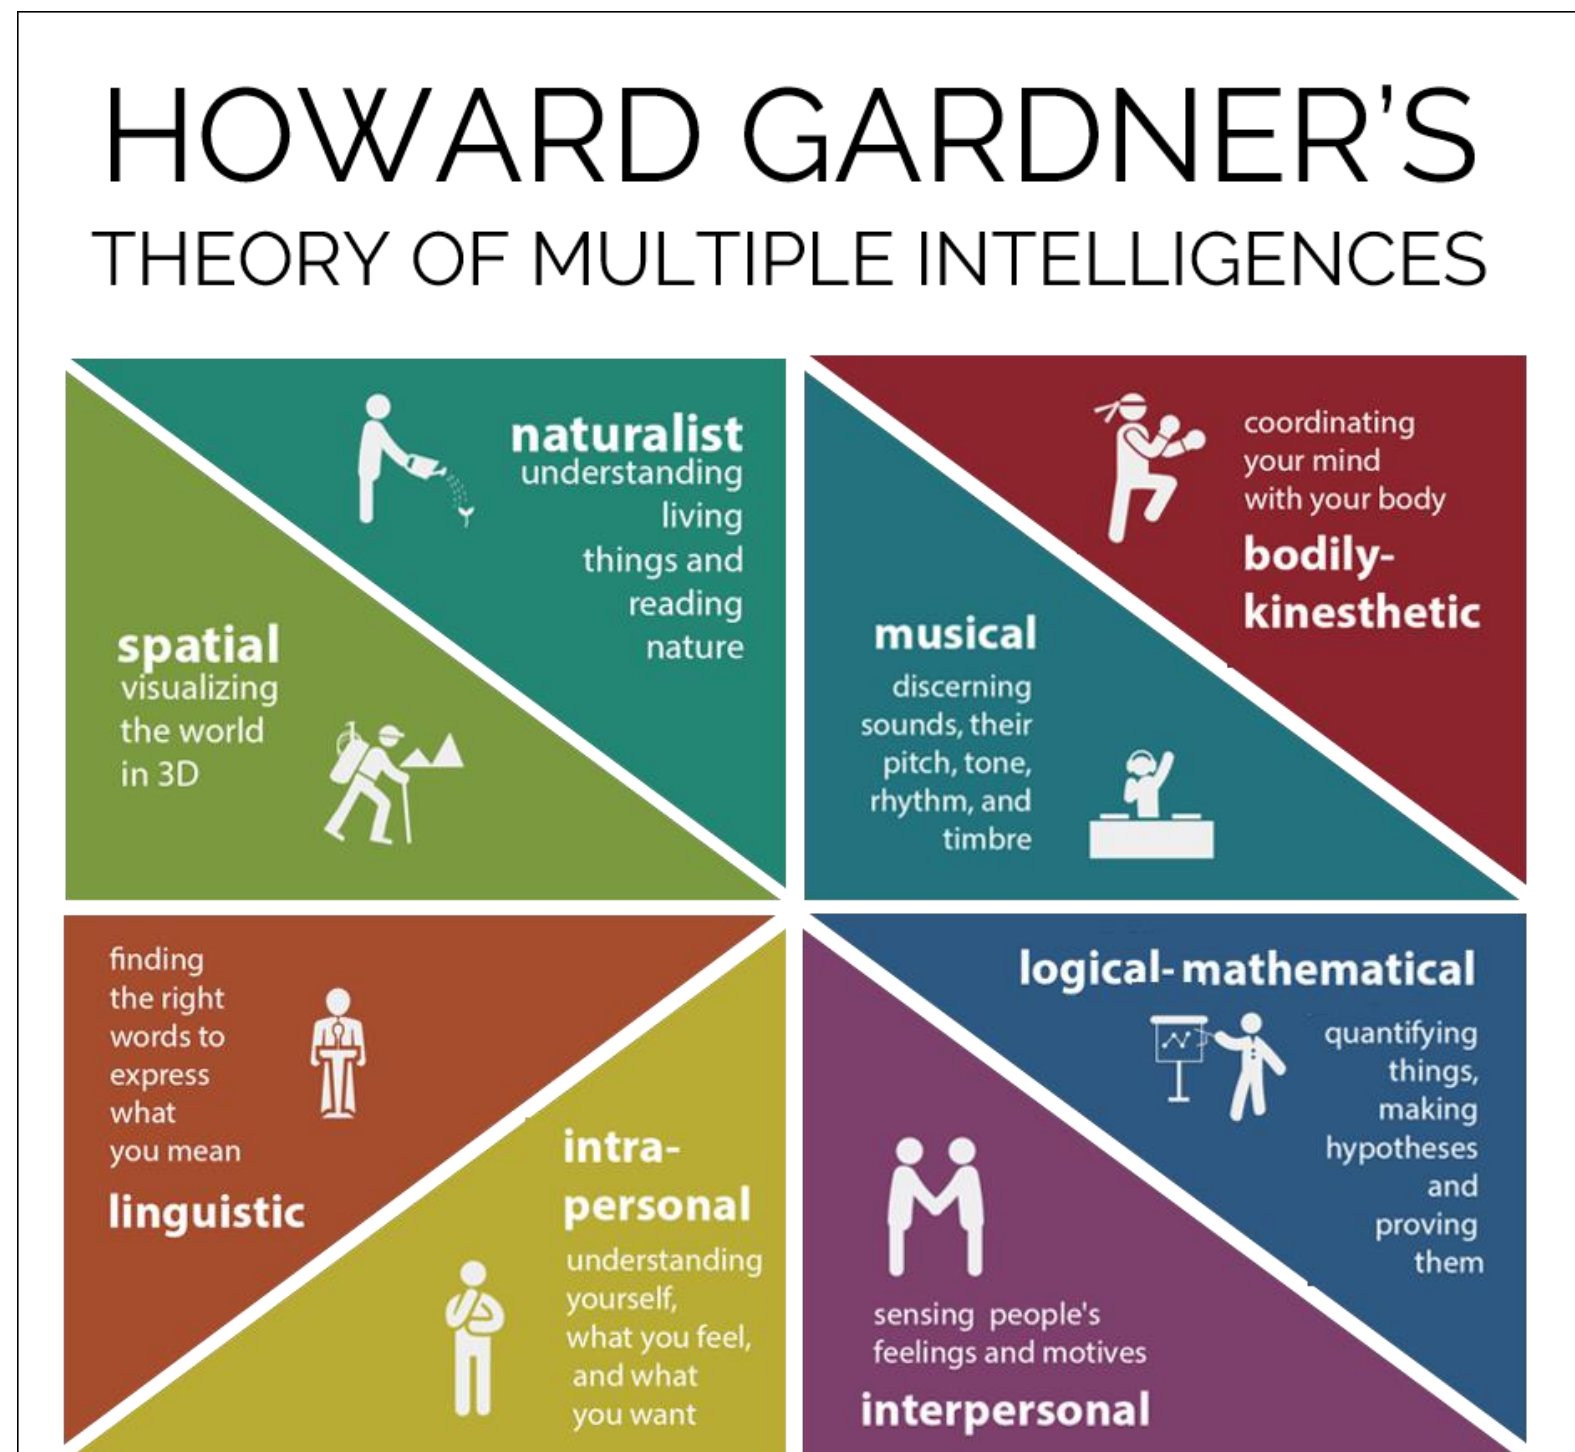 HOWARD GARDNER'S
THEORY OF MULTIPLE INTELLIGENCES
naturalist
understanding
living
things and
reading
nature
spatial
visualizing
the world
in 3D
coordinating
your mind
with your body
bodily-
kinesthetic
musical
discerning
sounds, their
pitch, tone,
rhythm, and
timbre
finding
the right
words to
express
what
you mean
linguistic
intra-
personal
understanding
yourself,
what you feel,
and what
you want
logical-mathematical
quantifying
things,
making
hypotheses
and
proving
them
sensing people's
feelings and motives
interpersonal